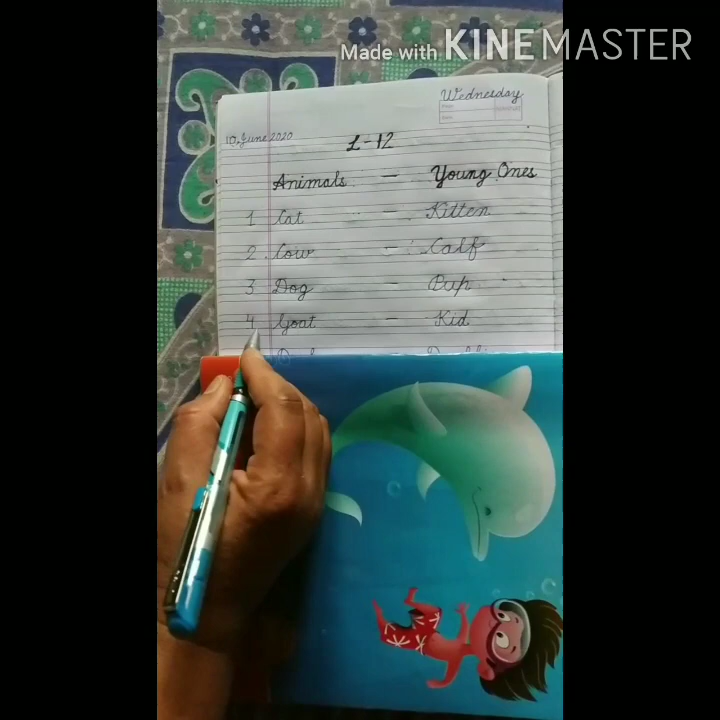 Made with KINEMASTER
Wednesday
10, June 2020
L-12
Animals — Young Ones
1 Cat — Kitten
2 Cow — Calf
3 Dog — Pup
4 Goat — Kid